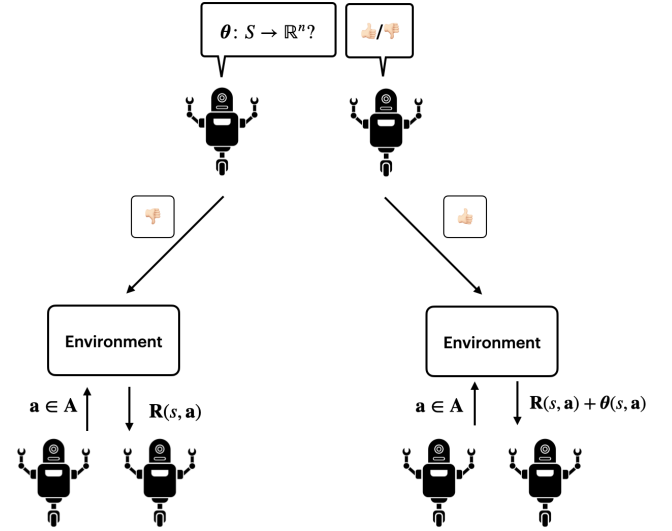 θ: S → ℝⁿ?
👍🏻/👎🏻
👎🏻
👍🏻
Environment
Environment
a ∈ A
R(s, a)
a ∈ A
R(s, a) + θ(s, a)